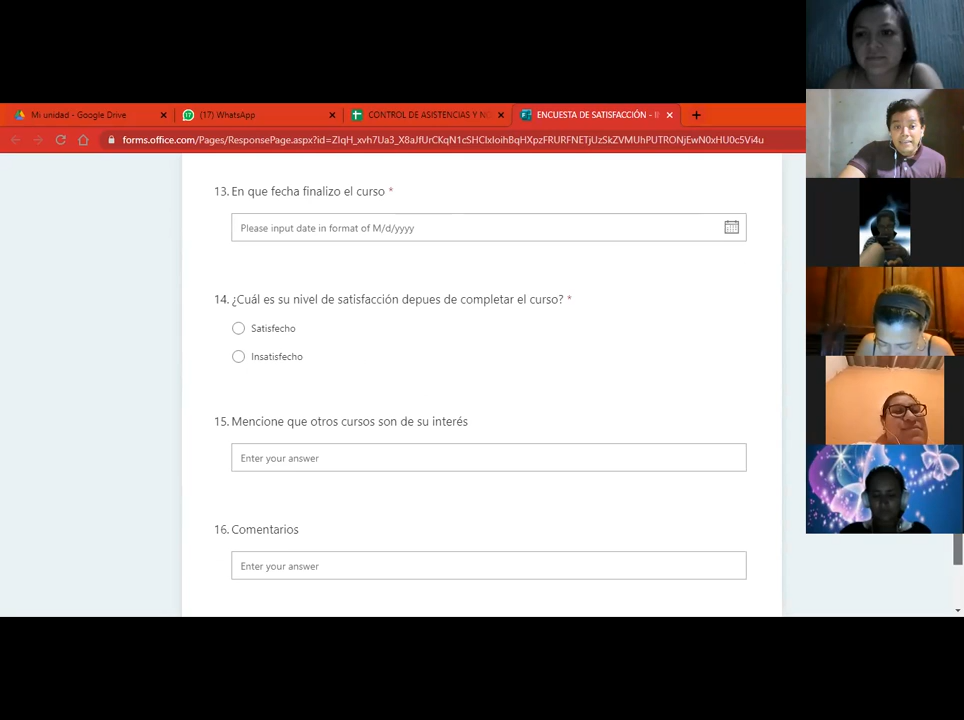 Mi unidad - Google Drive
(17) WhatsApp
CONTROL DE ASISTENCIAS Y NO
ENCUESTA DE SATISFACCIÓN - I
forms.office.com/Pages/ResponsePage.aspx?id=ZIqH_xvh7Ua3_X8aJfUrCKqN1cSHCIxloihBqHXpzFRURFNETjUzSkZVMUhPUTRONjEwN0xHU0c5Vi4u
13. En que fecha finalizo el curso *
Please input date in format of M/d/yyyy
14. ¿Cuál es su nivel de satisfacción depues de completar el curso? *
Satisfecho
Insatisfecho
15. Mencione que otros cursos son de su interés
Enter your answer
16. Comentarios
Enter your answer